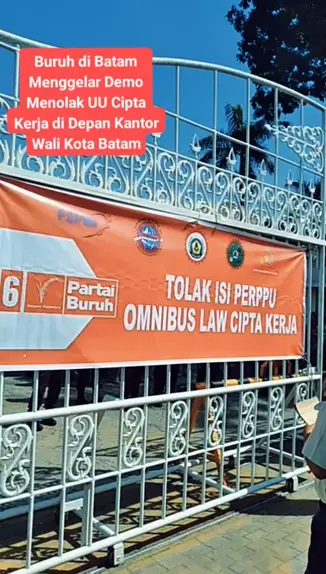 Buruh di Batam
Menggelar Demo
Menolak UU Cipta
Kerja di Depan Kantor
Wali Kota Batam
6
Partai
Buruh
TOLAK ISI PERPPU
OMNIBUS LAW CIPTA KERJA